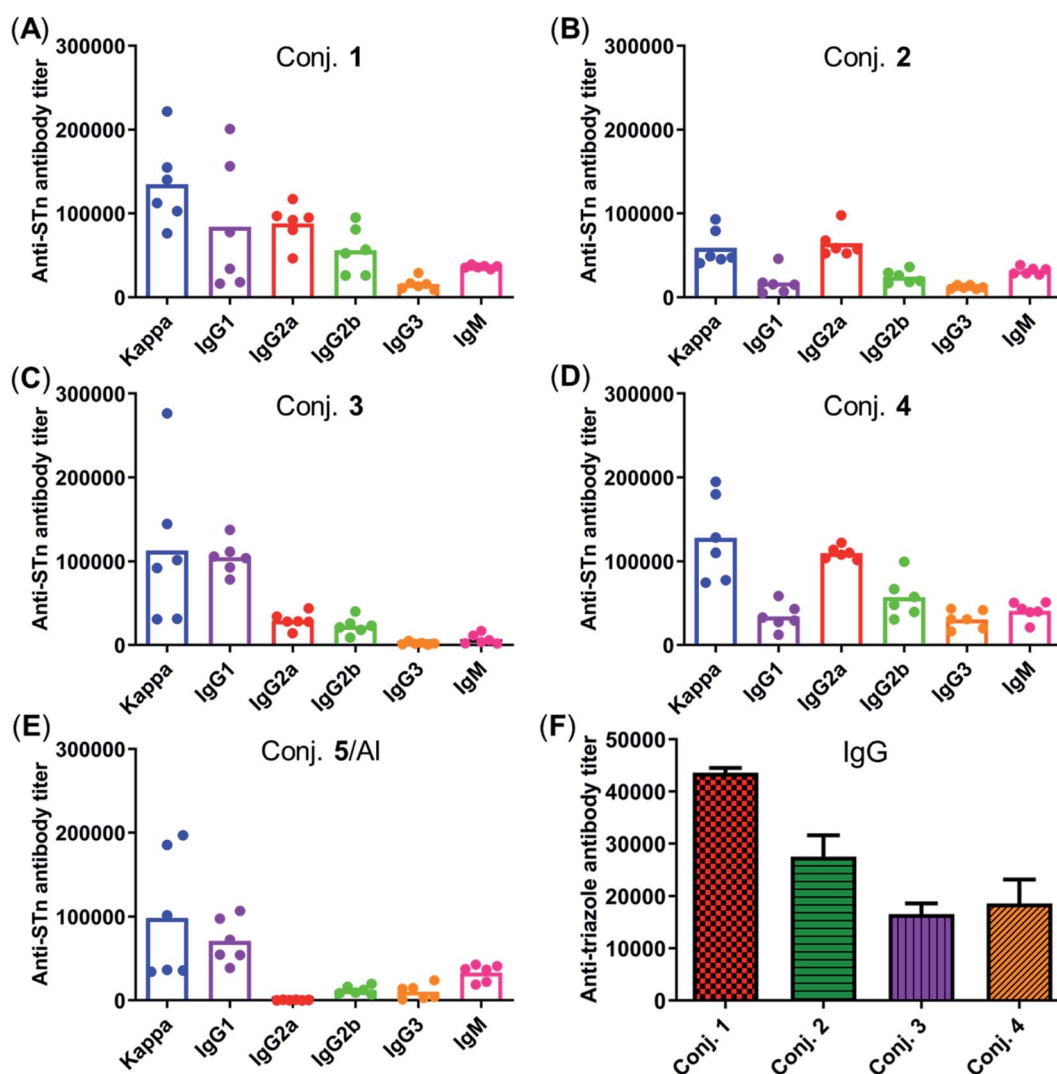 (A)
Conj. 1
Anti-STn antibody titer
300000
200000
100000
0
Kappa
IgG1
IgG2a
IgG2b
IgG3
IgM
(B)
Conj. 2
Anti-STn antibody titer
300000
200000
100000
0
Kappa
IgG1
IgG2a
IgG2b
IgG3
IgM
(C)
Conj. 3
Anti-STn antibody titer
300000
200000
100000
0
Kappa
IgG1
IgG2a
IgG2b
IgG3
IgM
(D)
Conj. 4
Anti-STn antibody titer
300000
200000
100000
0
Kappa
IgG1
IgG2a
IgG2b
IgG3
IgM
(E)
Conj. 5/Al
Anti-STn antibody titer
300000
200000
100000
0
Kappa
IgG1
IgG2a
IgG2b
IgG3
IgM
(F)
IgG
Anti-triazole antibody titer
50000
40000
30000
20000
10000
0
Conj. 1
Conj. 2
Conj. 3
Conj. 4